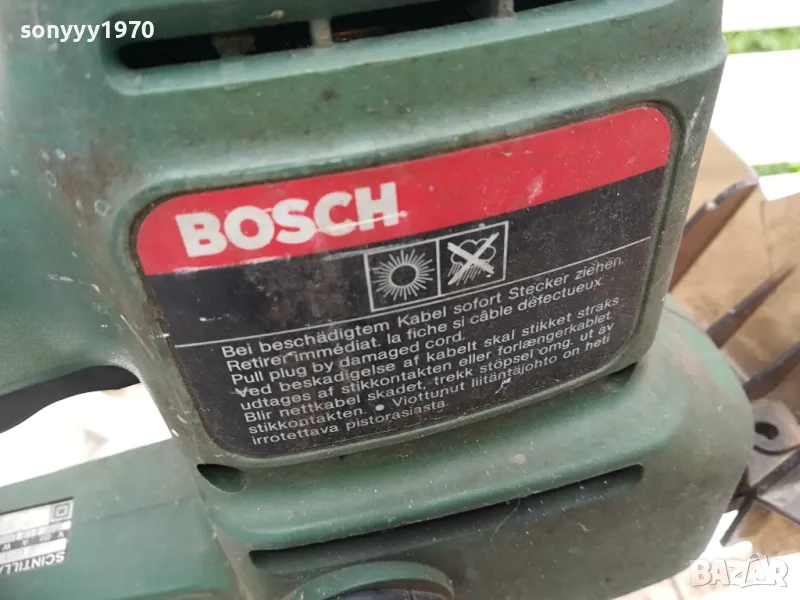 sonyyy1970
BOSCH
Bei beschädigtem Kabel sofort Stecker ziehen.
Retirer immédiat. la fiche si câble défectueux.
Pull plug by damaged cord.
Ved beskadigelse af kabelt skal stikket straks
udtages af stikkontakten eller forlængerkablet.
Blir nettkabel skadet, trekk stöpsel omg. ut av
stikkontakten. • Viottunut liitäntäjohto on heti
irrotettava pistorasiasta.
SCINTILLA
BAZAR